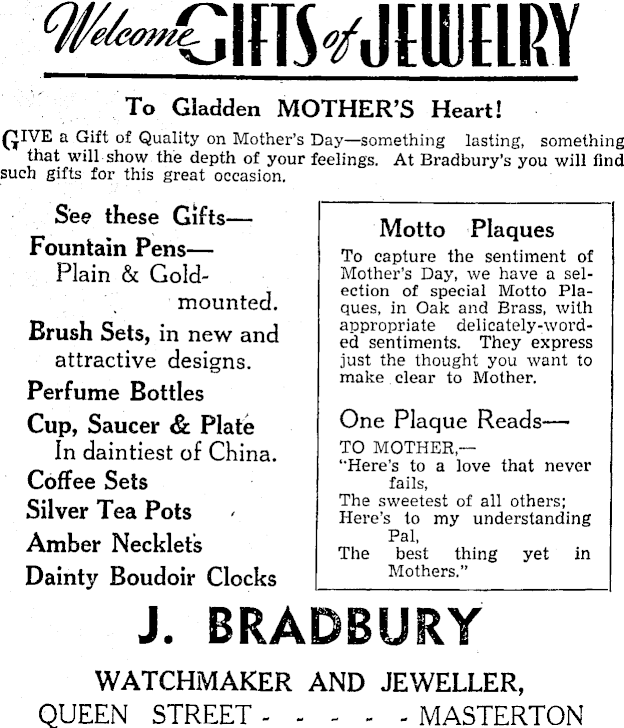 Welcome GIFTS of JEWELRY
To Gladden MOTHER'S Heart!
GIVE a Gift of Quality on Mother's Day—something lasting, something
that will show the depth of your feelings. At Bradbury's you will find
such gifts for this great occasion.
See these Gifts—
Fountain Pens—
Plain & Gold-
mounted.
Brush Sets, in new and
attractive designs.
Perfume Bottles
Cup, Saucer & Plate
In daintiest of China.
Coffee Sets
Silver Tea Pots
Amber Necklets
Dainty Boudoir Clocks
Motto Plaques
To capture the sentiment of
Mother's Day, we have a sel-
ection of special Motto Pla-
ques, in Oak and Brass, with
appropriate delicately-word-
ed sentiments. They express
just the thought you want to
make clear to Mother.
One Plaque Reads—
TO MOTHER,—
"Here's to a love that never
fails,
The sweetest of all others;
Here's to my understanding
Pal,
The best thing yet in
Mothers."
J. BRADBURY
WATCHMAKER AND JEWELLER,
QUEEN STREET - - - - - MASTERTON